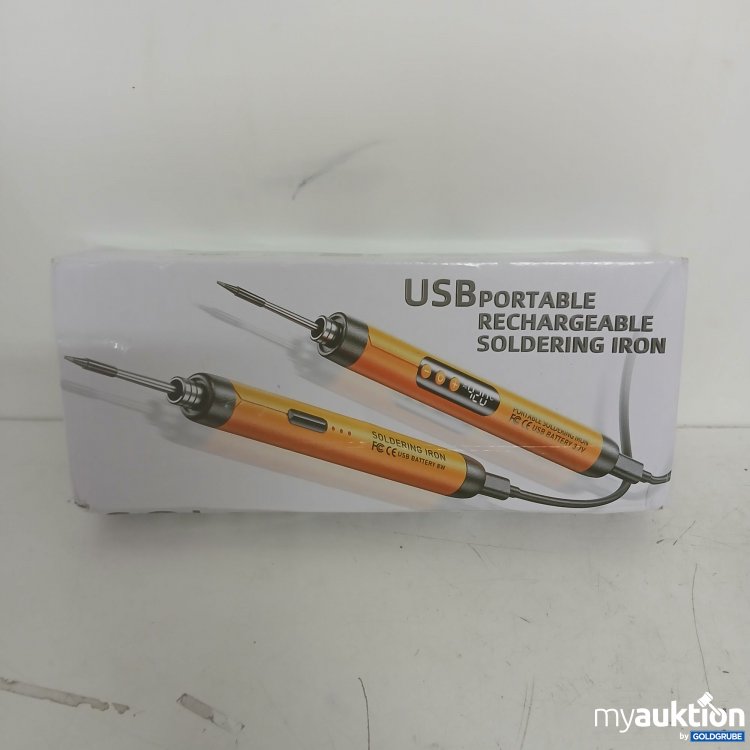 USB PORTABLE
RECHARGEABLE
SOLDERING IRON
PORTABLE SOLDERING IRON
FC CE USB BATTERY 3.7V
SOLDERING IRON
FC CE USB BATTERY 8W
myauktion
by GOLDGRUBE